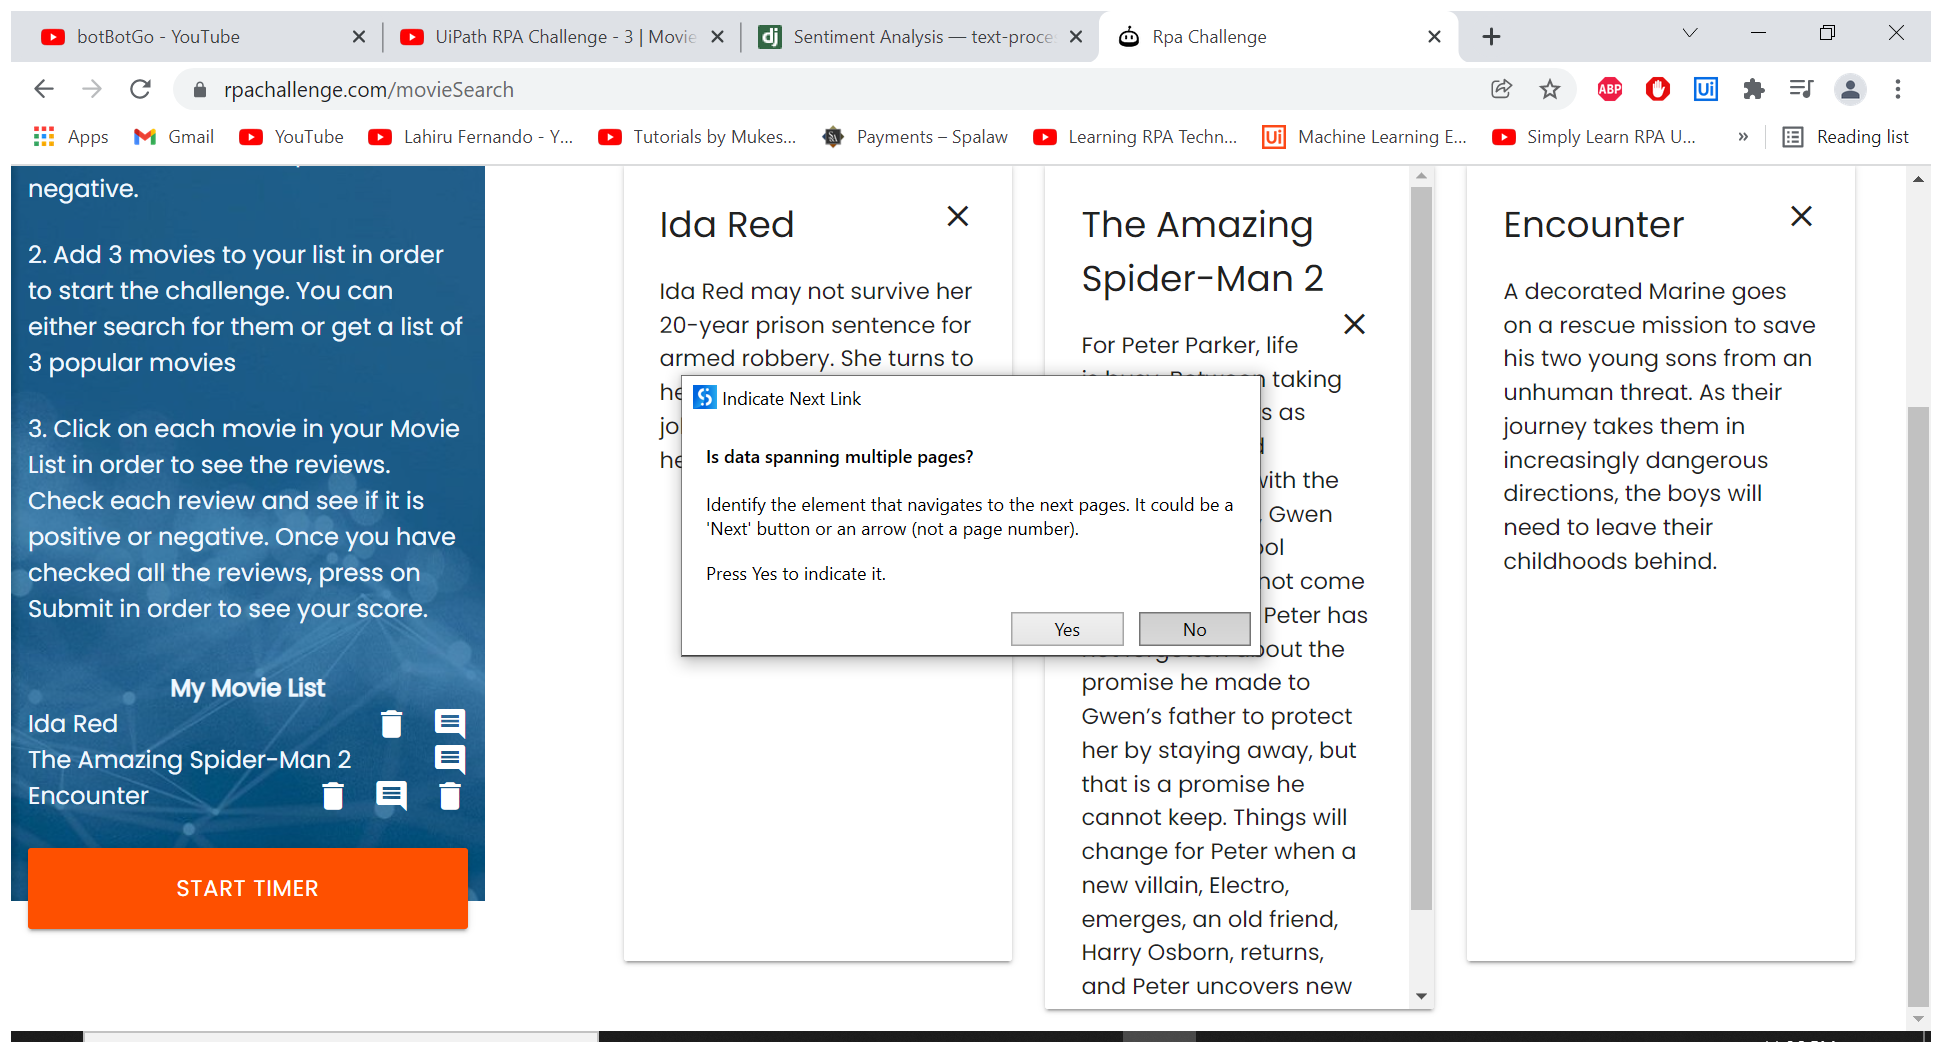 botBotGo - YouTube
UiPath RPA Challenge - 3 | Movie
Sentiment Analysis — text-proce
Rpa Challenge
rpachallenge.com/movieSearch
ABP
Ui
Apps
Gmail
YouTube
Lahiru Fernando - Y...
Tutorials by Mukes...
Payments – Spalaw
Learning RPA Techn...
Machine Learning E...
Simply Learn RPA U...
»
Reading list
negative.
2. Add 3 movies to your list in order
to start the challenge. You can
either search for them or get a list of
3 popular movies
3. Click on each movie in your Movie
List in order to see the reviews.
Check each review and see if it is
positive or negative. Once you have
checked all the reviews, press on
Submit in order to see your score.
My Movie List
Ida Red
The Amazing Spider-Man 2
Encounter
START TIMER
Ida Red
Ida Red may not survive her
20-year prison sentence for
armed robbery. She turns to
he
jo
he
The Amazing
Spider-Man 2
For Peter Parker, life
is busy. Between taking
s as
with the
, Gwen
ool
not come
Peter has
not forgotten about the
promise he made to
Gwen's father to protect
her by staying away, but
that is a promise he
cannot keep. Things will
change for Peter when a
new villain, Electro,
emerges, an old friend,
Harry Osborn, returns,
and Peter uncovers new
Encounter
A decorated Marine goes
on a rescue mission to save
his two young sons from an
unhuman threat. As their
journey takes them in
increasingly dangerous
directions, the boys will
need to leave their
childhoods behind.
Indicate Next Link
Is data spanning multiple pages?
Identify the element that navigates to the next pages. It could be a
'Next' button or an arrow (not a page number).
Press Yes to indicate it.
Yes
No